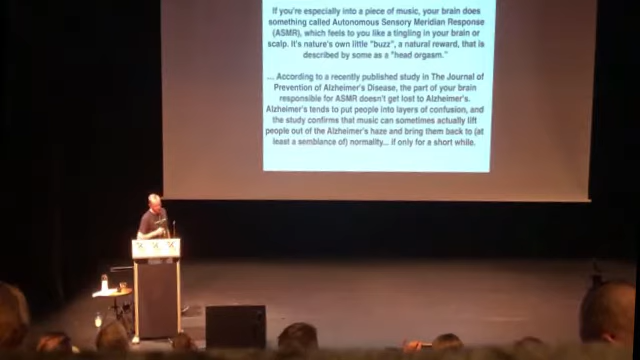 If you're especially into a piece of music, your brain does
something called Autonomous Sensory Meridian Response
(ASMR), which feels to you like a tingling in your brain or
scalp. It's nature's own little "buzz", a natural reward, that is
described by some as a "head orgasm."
... According to a recently published study in The Journal of
Prevention of Alzheimer's Disease, the part of your brain
responsible for ASMR doesn't get lost to Alzheimer's.
Alzheimer's tends to put people into layers of confusion, and
the study confirms that music can sometimes actually lift
people out of the Alzheimer's haze and bring them back to (at
least a semblance of) normality... if only for a short while.